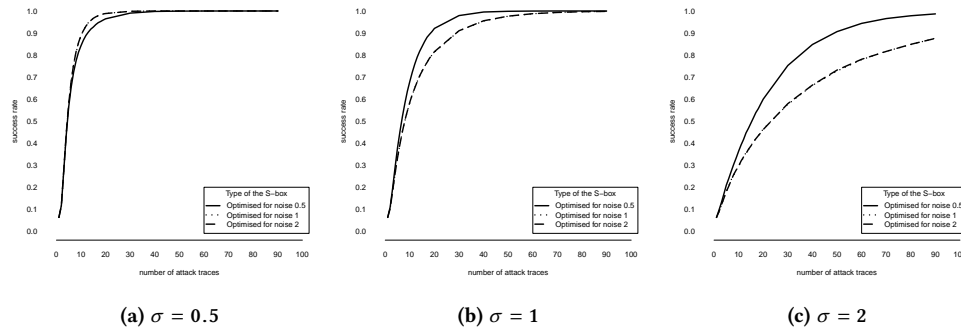 1.0
0.9
0.8
0.7
0.6
0.5
0.4
0.3
0.2
0.1
0.0
success rate
Type of the S−box
Optimised for noise 0.5
Optimised for noise 1
Optimised for noise 2
0 10 20 30 40 50 60 70 80 90 100
number of attack traces
(a) σ = 0.5
1.0
0.9
0.8
0.7
0.6
0.5
0.4
0.3
0.2
0.1
0.0
success rate
Type of the S−box
Optimised for noise 0.5
Optimised for noise 1
Optimised for noise 2
0 10 20 30 40 50 60 70 80 90 100
number of attack traces
(b) σ = 1
1.0
0.9
0.8
0.7
0.6
0.5
0.4
0.3
0.2
0.1
0.0
success rate
Type of the S−box
Optimised for noise 0.5
Optimised for noise 1
Optimised for noise 2
0 10 20 30 40 50 60 70 80 90
number of attack traces
(c) σ = 2